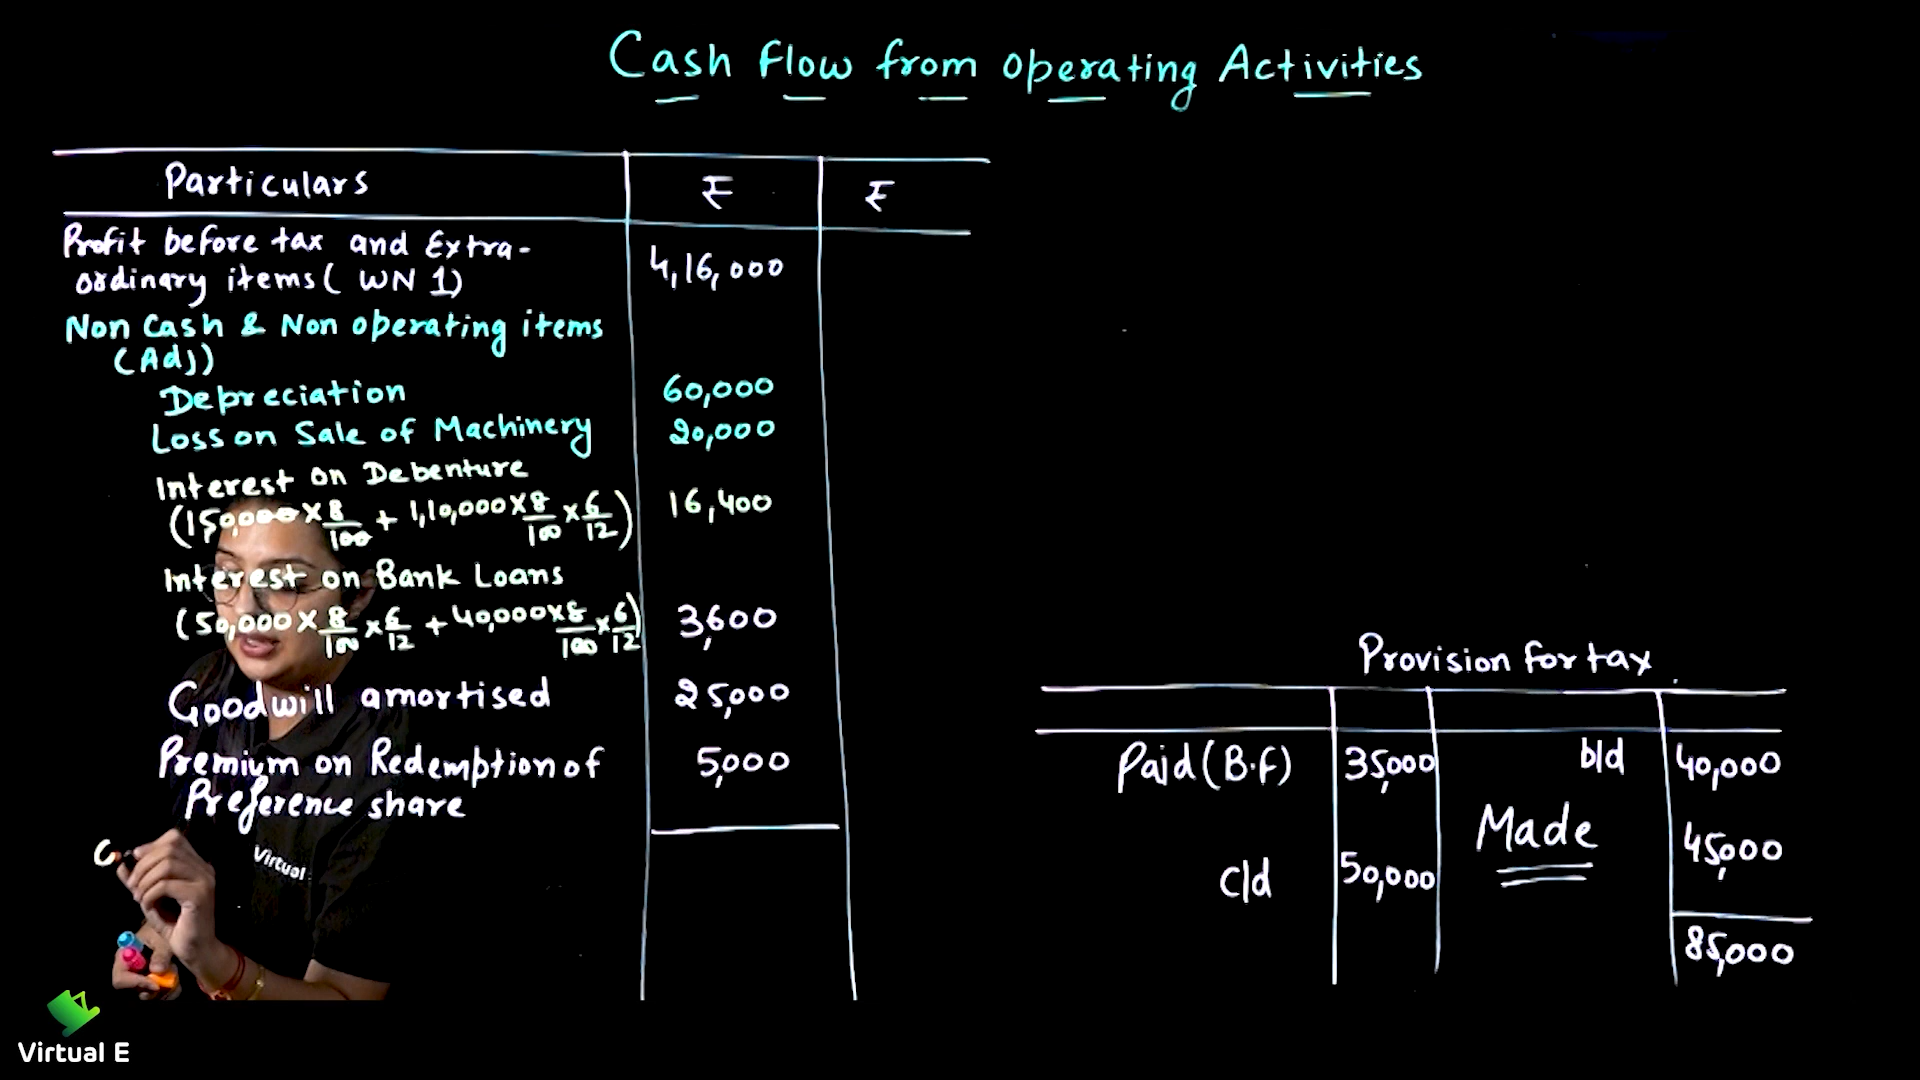 Cash Flow from Operating Activities
Particulars ₹ ₹
Profit before tax and Extra-
ordinary items ( WN 1) 4,16,000
Non Cash & Non operating items
(Adj)
Depreciation 60,000
Loss on Sale of Machinery 20,000
Interest on Debenture
(150,000 × 8/100 + 1,10,000 × 8/100 × 6/12) 16,400
Interest on Bank Loans
(50,000 × 8/100 × 6/12 + 40,000 × 8/100 × 6/12) 3,600
Goodwill amortised 25,000
Premium on Redemption of 5,000
Preference share
C
Virtual
Provision for tax
Paid (B.F) 35,000 b/d 40,000
Made 45,000
c/d 50,000
85,000
Virtual E